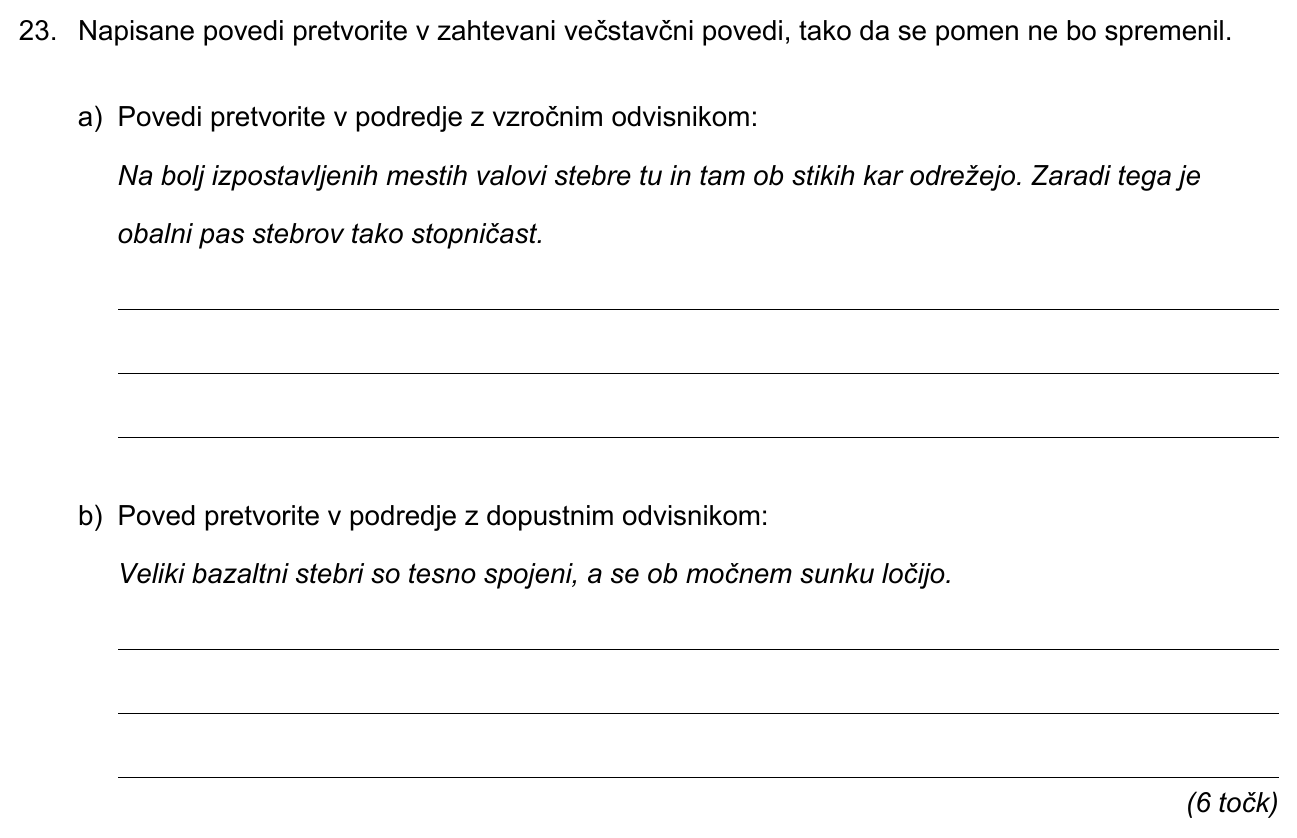 23. Napisane povedi pretvorite v zahtevani večstavčni povedi, tako da se pomen ne bo spremenil.
a) Povedi pretvorite v podredje z vzročnim odvisnikom:
Na bolj izpostavljenih mestih valovi stebre tu in tam ob stikih kar odrežejo. Zaradi tega je
obalni pas stebrov tako stopničast.
b) Poved pretvorite v podredje z dopustnim odvisnikom:
Veliki bazaltni stebri so tesno spojeni, a se ob močnem sunku ločijo.
(6 točk)